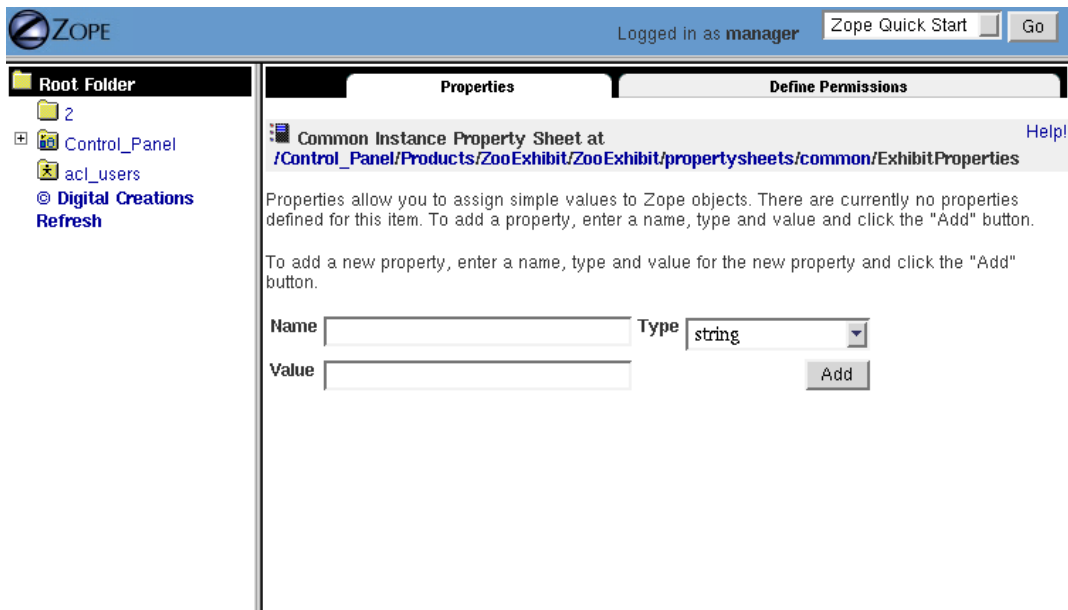 ZOPE
Logged in as manager
Zope Quick Start
Go
Root Folder
2
Control_Panel
acl_users
© Digital Creations
Refresh
Properties
Define Permissions
Common Instance Property Sheet at
Help!
/Control_Panel/Products/ZooExhibit/ZooExhibit/propertysheets/common/ExhibitProperties
Properties allow you to assign simple values to Zope objects. There are currently no properties
defined for this item. To add a property, enter a name, type and value and click the "Add" button.
To add a new property, enter a name, type and value for the new property and click the "Add"
button.
Name
Type string
Value
Add